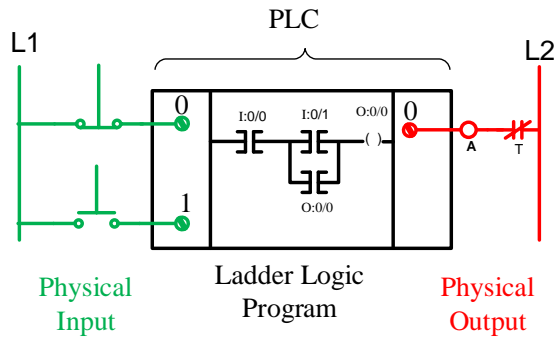 PLC
L1
L2
0
I:0/0
I:0/1
O:0/0
0
( )
A
T
O:0/0
1
Physical
Input
Ladder Logic
Program
Physical
Output